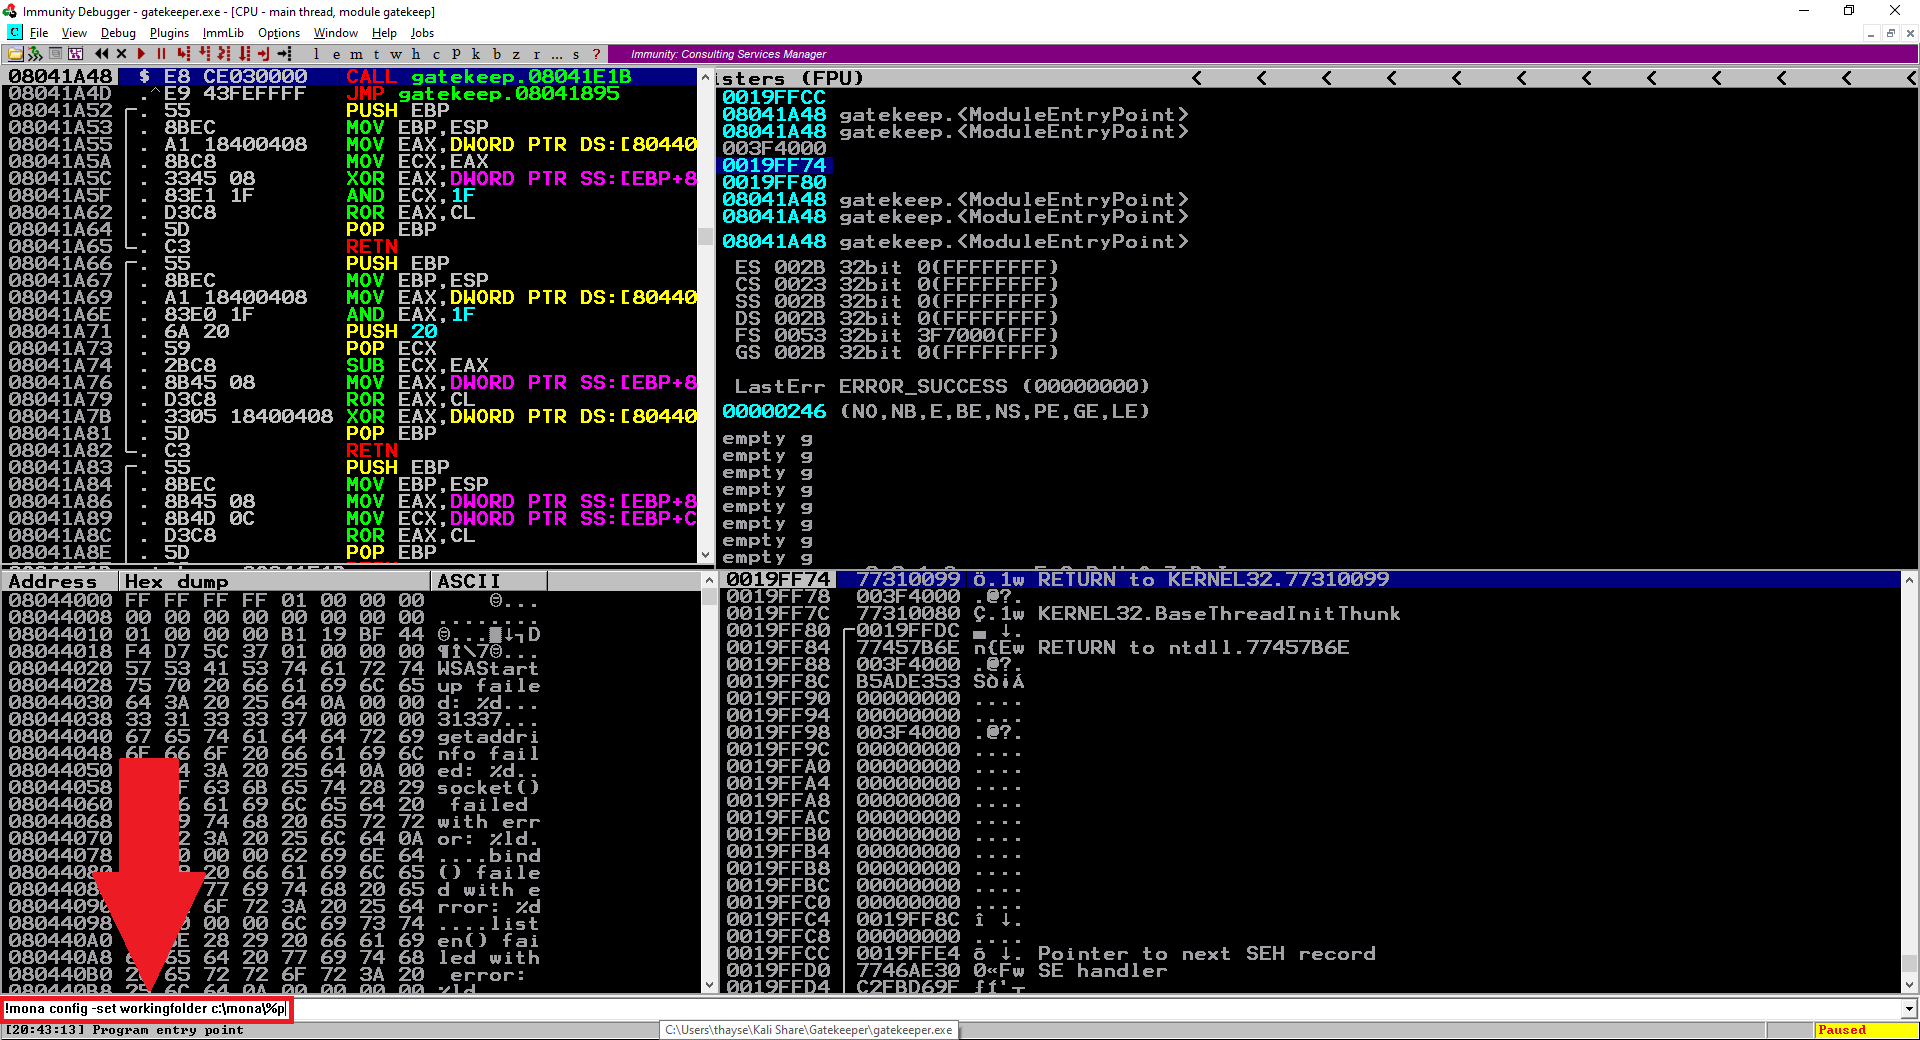 Immunity Debugger - gatekeeper.exe - [CPU - main thread, module gatekeep]
C File View Debug Plugins ImmLib Options Window Help Jobs
l e m t w h c P k b z r ... s ? Immunity: Consulting Services Manager
08041A48 $ E8 CE030000 CALL gatekeep.08041E1B
08041A4D .^E9 43FEFFFF JMP gatekeep.08041895
08041A52 . 55 PUSH EBP
08041A53 . 8BEC MOV EBP,ESP
08041A55 . A1 18400408 MOV EAX,DWORD PTR DS:[80440
08041A5A . 8BC8 MOV ECX,EAX
08041A5C . 3345 08 XOR EAX,DWORD PTR SS:[EBP+8
08041A5F . 83E1 1F AND ECX,1F
08041A62 . D3C8 ROR EAX,CL
08041A64 . 5D POP EBP
08041A65 . C3 RETN
08041A66 . 55 PUSH EBP
08041A67 . 8BEC MOV EBP,ESP
08041A69 . A1 18400408 MOV EAX,DWORD PTR DS:[80440
08041A6E . 83E0 1F AND EAX,1F
08041A71 . 6A 20 PUSH 20
08041A73 . 59 POP ECX
08041A74 . 2BC8 SUB ECX,EAX
08041A76 . 8B45 08 MOV EAX,DWORD PTR SS:[EBP+8
08041A79 . D3C8 ROR EAX,CL
08041A7B . 3305 18400408 XOR EAX,DWORD PTR DS:[80440
08041A81 . 5D POP EBP
08041A82 . C3 RETN
08041A83 . 55 PUSH EBP
08041A84 . 8BEC MOV EBP,ESP
08041A86 . 8B45 08 MOV EAX,DWORD PTR SS:[EBP+8
08041A89 . 8B4D 0C MOV ECX,DWORD PTR SS:[EBP+C
08041A8C . D3C8 ROR EAX,CL
08041A8E . 5D POP EBP
isters (FPU) < < < < < < < < < < < <
0019FFCC
08041A48 gatekeep.<ModuleEntryPoint>
08041A48 gatekeep.<ModuleEntryPoint>
003F4000
0019FF74
0019FF80
08041A48 gatekeep.<ModuleEntryPoint>
08041A48 gatekeep.<ModuleEntryPoint>
08041A48 gatekeep.<ModuleEntryPoint>
ES 002B 32bit 0(FFFFFFFF)
CS 0023 32bit 0(FFFFFFFF)
SS 002B 32bit 0(FFFFFFFF)
DS 002B 32bit 0(FFFFFFFF)
FS 0053 32bit 3F7000(FFF)
GS 002B 32bit 0(FFFFFFFF)
LastErr ERROR_SUCCESS (00000000)
00000246 (NO,NB,E,BE,NS,PE,GE,LE)
empty g
empty g
empty g
empty g
empty g
empty g
empty g
empty g
Address Hex dump ASCII
08044000 FF FF FF FF 01 00 00 00 ☺...
08044008 00 00 00 00 00 00 00 00 ........
08044010 01 00 00 00 B1 19 BF 44 ☺...▒↓┐D
08044018 F4 D7 5C 37 01 00 00 00 ¶Î\7☺...
08044020 57 53 41 53 74 61 72 74 WSAStart
08044028 75 70 20 66 61 69 6C 65 up faile
08044030 64 3A 20 25 64 0A 00 00 d: %d...
08044038 33 31 33 33 37 00 00 00 31337...
08044040 67 65 74 61 64 64 72 69 getaddri
08044048 6E 66 6F 20 66 61 69 6C nfo fail
08044050 4 3A 20 25 64 0A 00 ed: %d..
08044058 F 63 6B 65 74 28 29 socket()
08044060 6 61 69 6C 65 64 20 failed
08044068 9 74 68 20 65 72 72 with err
08044070 2 3A 20 25 6C 64 0A or: %ld.
08044078 0 00 00 62 69 6E 64 ....bind
08044080 9 20 66 61 69 6C 65 () faile
0804408 77 69 74 68 20 65 d with e
08044090 6F 72 3A 20 25 64 rror: %d
08044098 0 00 00 6C 69 73 74 ....list
080440A0 E 28 29 20 66 61 69 en() fai
080440A8 6 65 64 20 77 69 74 68 led with
080440B0 20 65 72 72 6F 72 3A 20 error:
080440B8 25 6C 64 0A 00 00 00 00 %ld.
0019FF74 77310099 ö.1w RETURN to KERNEL32.77310099
0019FF78 003F4000 .@?.
0019FF7C 77310080 Ç.1w KERNEL32.BaseThreadInitThunk
0019FF80 0019FFDC ▄ ↓.
0019FF84 77457B6E n{Ew RETURN to ntdll.77457B6E
0019FF88 003F4000 .@?.
0019FF8C B5ADE353 SÒ¡Á
0019FF90 00000000 ....
0019FF94 00000000 ....
0019FF98 003F4000 .@?.
0019FF9C 00000000 ....
0019FFA0 00000000 ....
0019FFA4 00000000 ....
0019FFA8 00000000 ....
0019FFAC 00000000 ....
0019FFB0 00000000 ....
0019FFB4 00000000 ....
0019FFB8 00000000 ....
0019FFBC 00000000 ....
0019FFC0 00000000 ....
0019FFC4 0019FF8C î ↓.
0019FFC8 00000000 ....
0019FFCC 0019FFE4 õ ↓. Pointer to next SEH record
0019FFD0 7746AE30 0«Fw SE handler
0019FFD4 C2FBD69F
!mona config -set workingfolder c:\mona\%p
[20:43:13] Program entry point
C:\Users\thayse\Kali Share\Gatekeeper\gatekeeper.exe
Paused